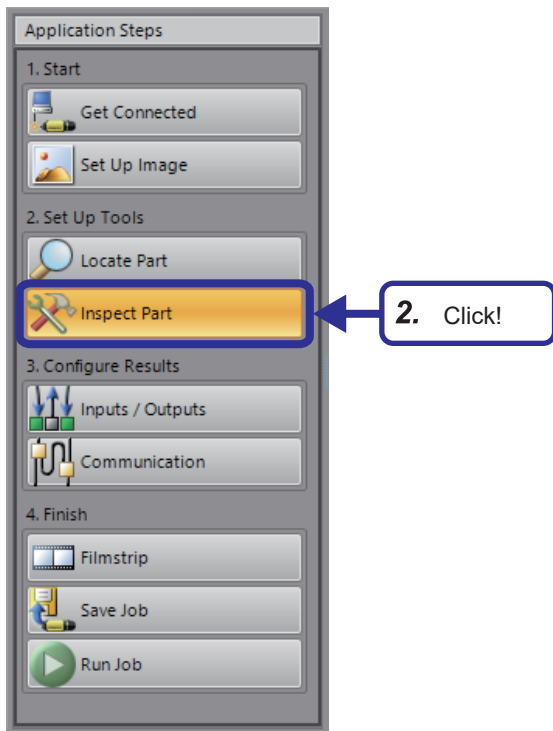 Application Steps
1. Start
Get Connected
Set Up Image
2. Set Up Tools
Locate Part
Inspect Part
2. Click!
3. Configure Results
Inputs / Outputs
Communication
4. Finish
Filmstrip
Save Job
Run Job